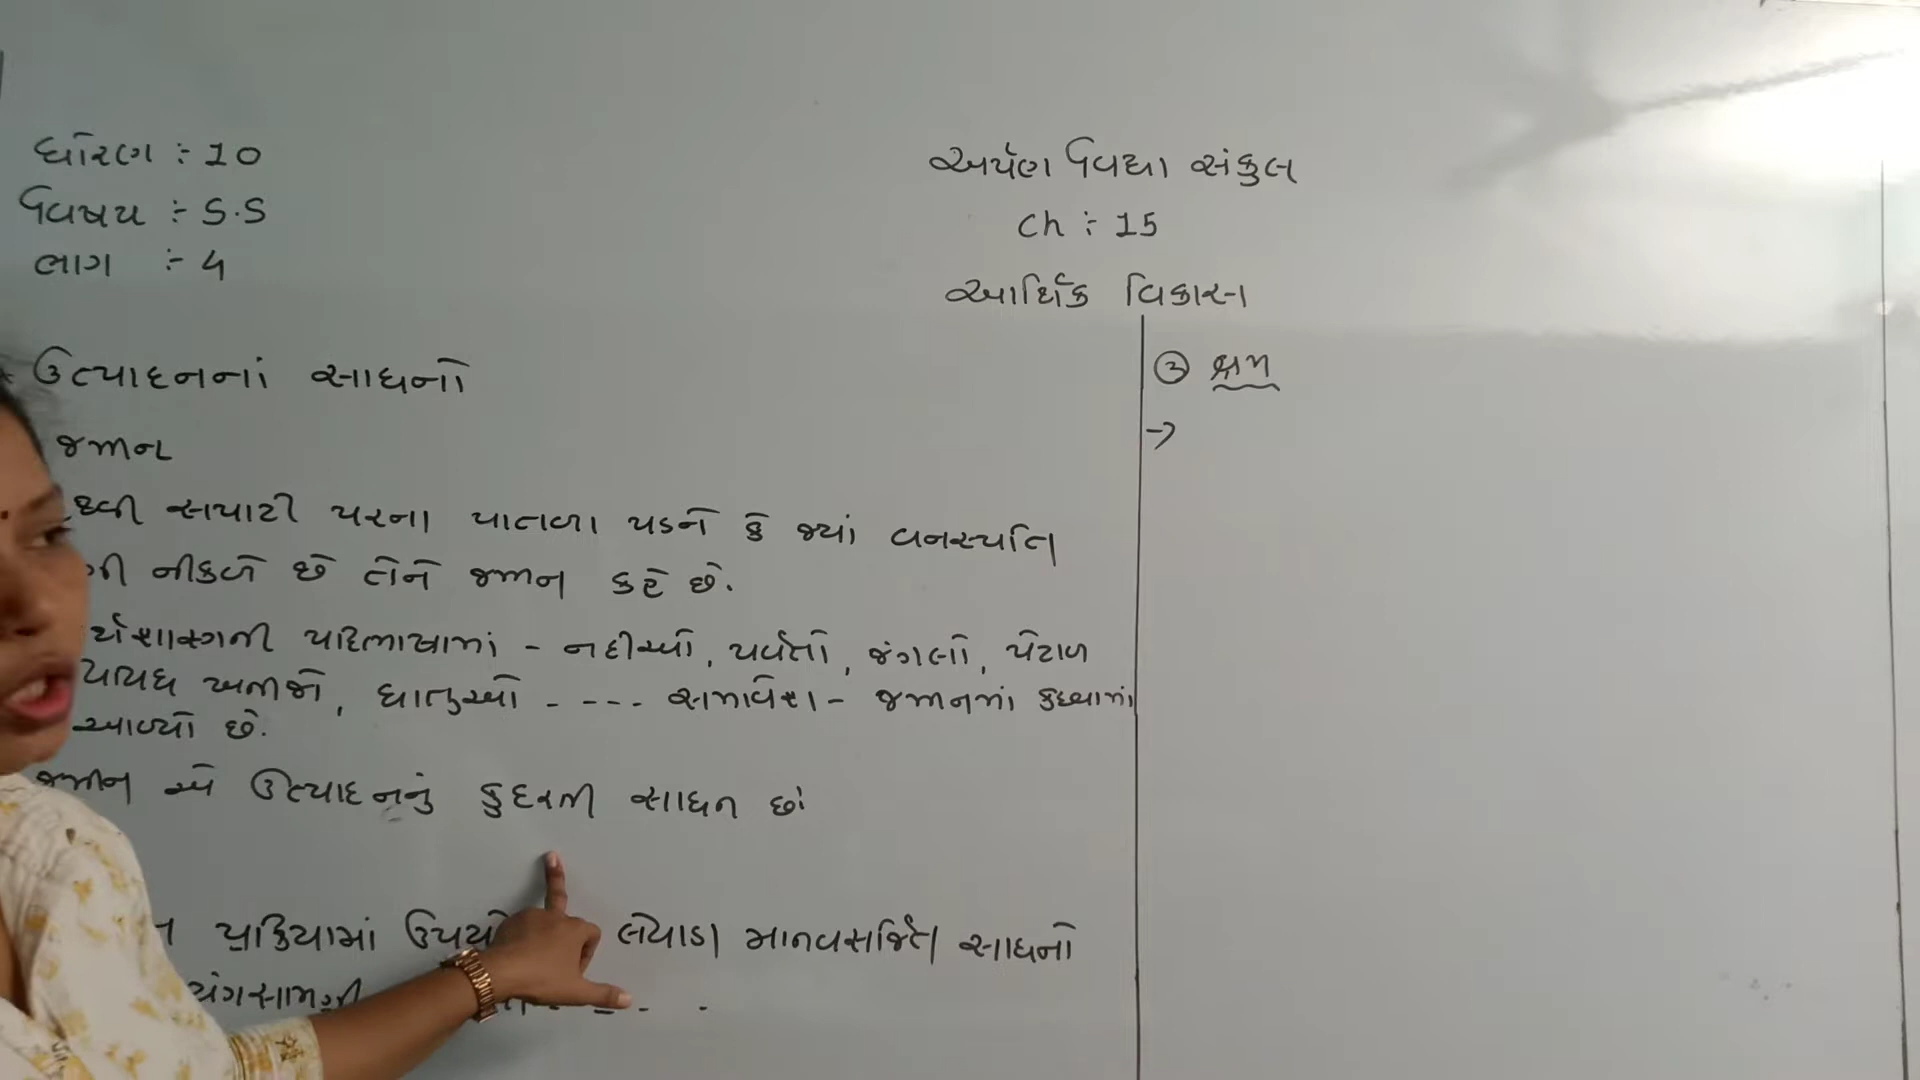 ધોરણ :- 10
વિષય :- S.S
ભાગ :- 4
અર્પણ વિદ્યા સંકુલ
Ch :- 15
આર્થિક વિકાસ
ઉત્પાદનનાં સાધનો
જમીન
સપાટી પરના પાતળા પડને કે જ્યાં વનસ્પતિ
નીકળે છે તેને જમીન કહે છે.
પરિભાષામાં - નદીઓ, પર્વતો, જંગલો, પેટાળ
ખનીજો, ધાતુઓ - --- સમાવેશ - જમીનમાં કરવામાં
આવ્યો છે.
જમીન એ ઉત્પાદનનું કુદરતી સાધન છે.
પ્રક્રિયામાં લેવાતા માનવસર્જિત સાધનો
③ શ્રમ
→